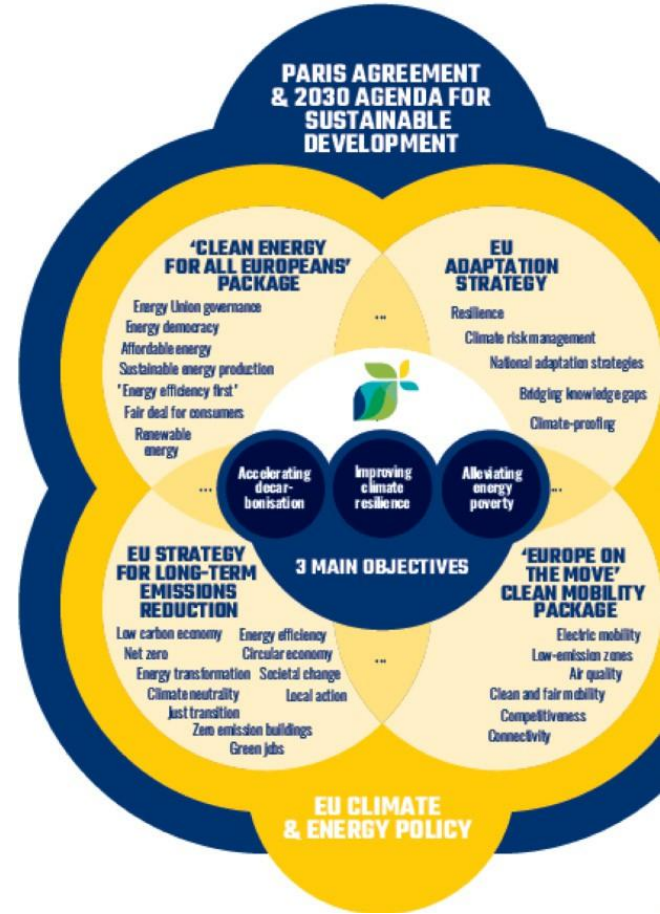 PARIS AGREEMENT
& 2030 AGENDA FOR
SUSTAINABLE
DEVELOPMENT
'CLEAN ENERGY
FOR ALL EUROPEANS'
PACKAGE
Energy Union governance
Energy democracy
Affordable energy
Sustainable energy production
'Energy efficiency first'
Fair deal for consumers
Renewable
energy
...
EU
ADAPTATION
STRATEGY
Resilience
Climate risk management
National adaptation strategies
Bridging knowledge gaps
Climate-proofing
...
Accelerating
decar-
bonisation
Improving
climate
resilience
Alleviating
energy
poverty
...
3 MAIN OBJECTIVES
EU STRATEGY
FOR LONG-TERM
EMISSIONS
REDUCTION
Low carbon economy
Energy efficiency
Net zero
Circular economy
Energy transformation
Societal change
Climate neutrality
Local action
Just transition
Zero emission buildings
Green jobs
...
'EUROPE ON
THE MOVE'
CLEAN MOBILITY
PACKAGE
Electric mobility
Low-emission zones
Air quality
Clean and fair mobility
Competitiveness
Connectivity
EU CLIMATE
& ENERGY POLICY